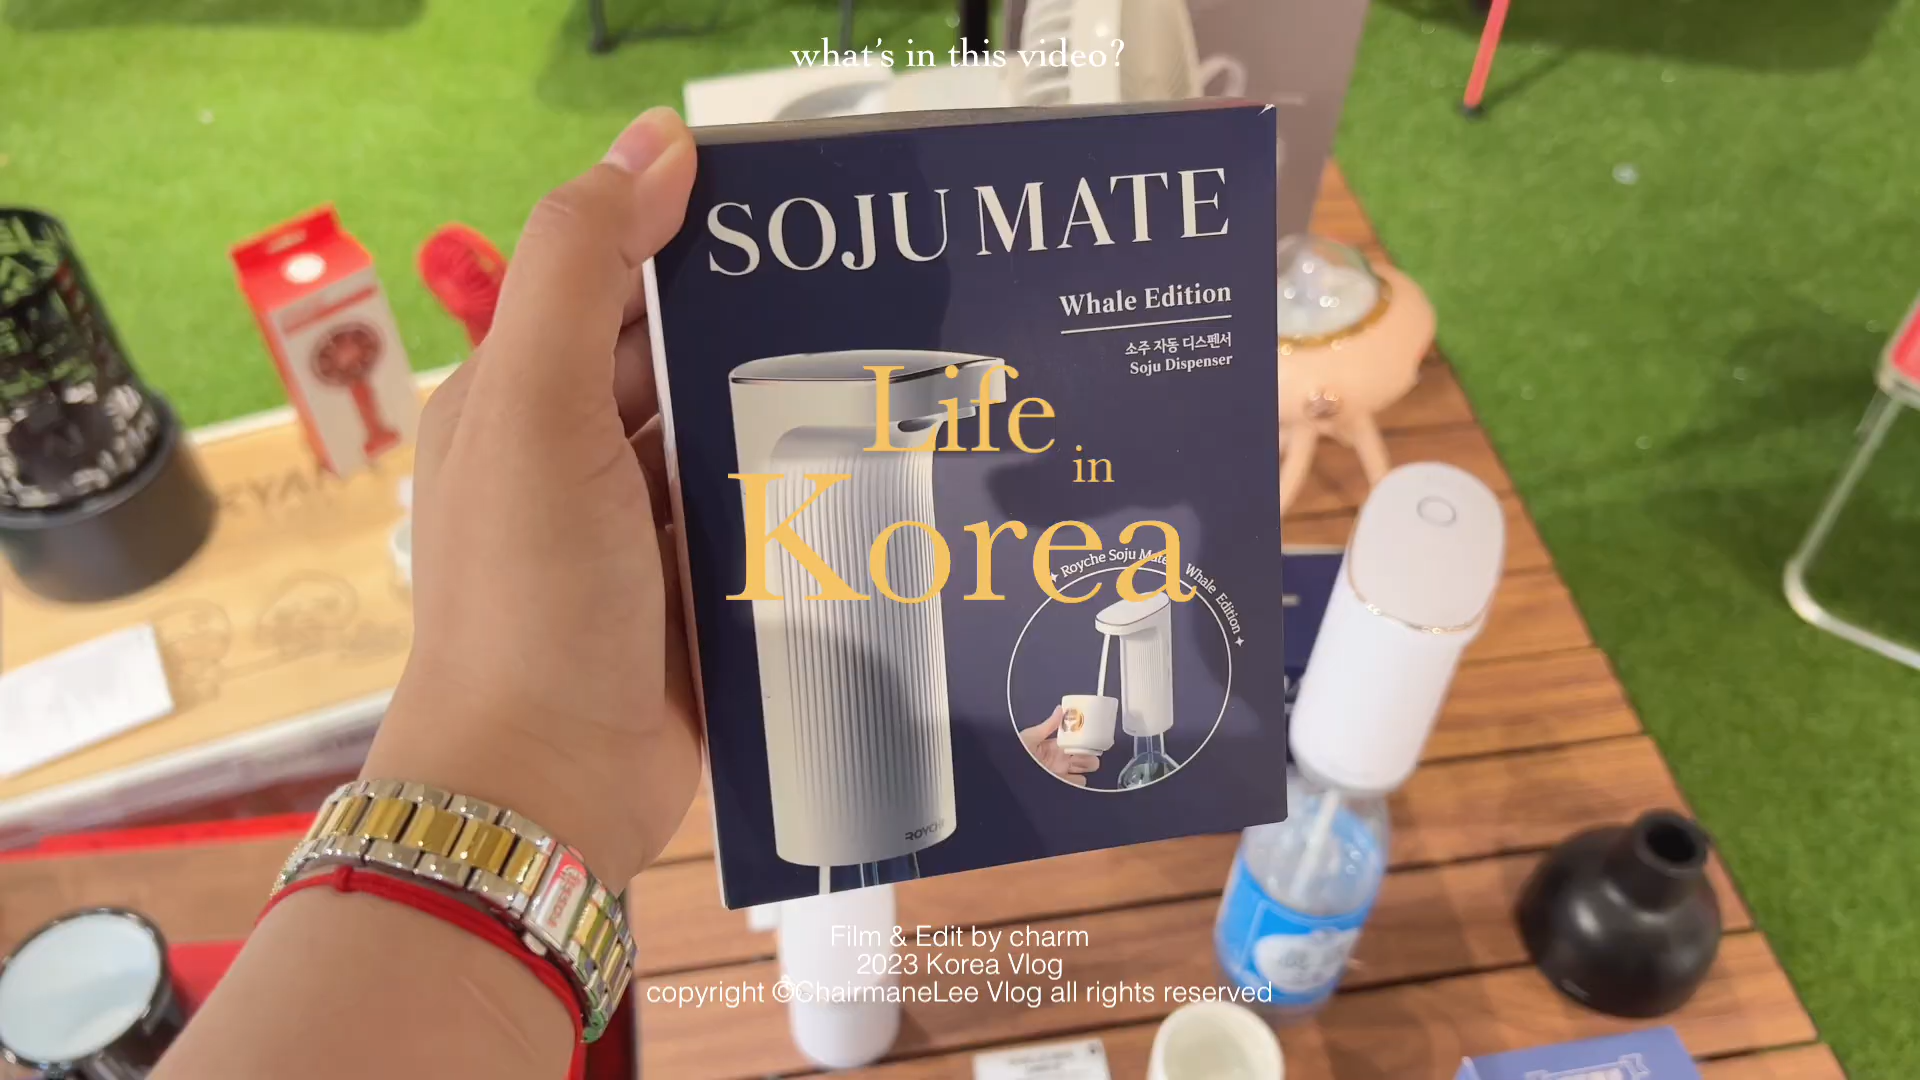 what's in this video?
SOJU MATE
Whale Edition
소주 자동 디스펜서
Soju Dispenser
Life in
Korea
Royche Soju Mate Whale Edition
ROYCHE
Film & Edit by charm
2023 Korea Vlog
copyright ©ChairmaneLee Vlog all rights reserved